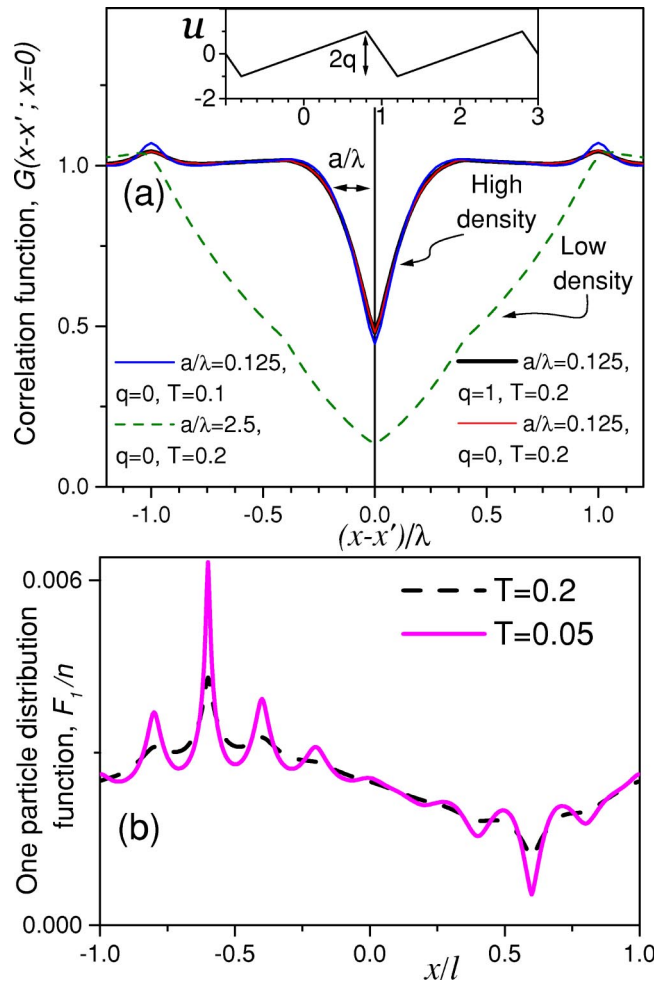 u
0
-2
2q
0
1
2
3
Correlation function, G(x-x′ ; x=0)
1.0
0.5
0.0
(a)
a/λ
High
density
Low
density
a/λ=0.125,
q=0, T=0.1
a/λ=2.5,
q=0, T=0.2
a/λ=0.125,
q=1, T=0.2
a/λ=0.125,
q=0, T=0.2
-1.0
-0.5
0.0
0.5
1.0
(x-x′)/λ
One particle distribution
function, F₁/n
0.006
0.000
T=0.2
T=0.05
(b)
-1.0
-0.5
0.0
0.5
1.0
x/l